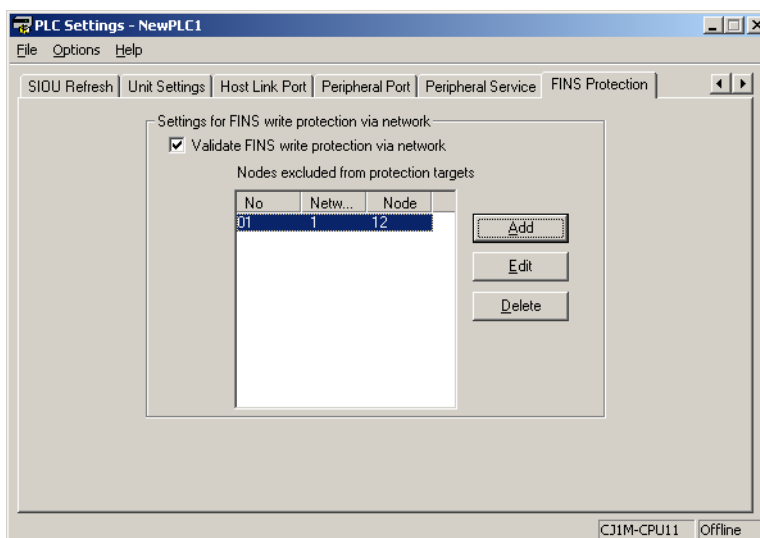 PLC Settings - NewPLC1
File Options Help
SIOU Refresh Unit Settings Host Link Port Peripheral Port Peripheral Service FINS Protection
Settings for FINS write protection via network
Validate FINS write protection via network
Nodes excluded from protection targets
No Netw... Node
01 1 12
Add
Edit
Delete
CJ1M-CPU11 Offline